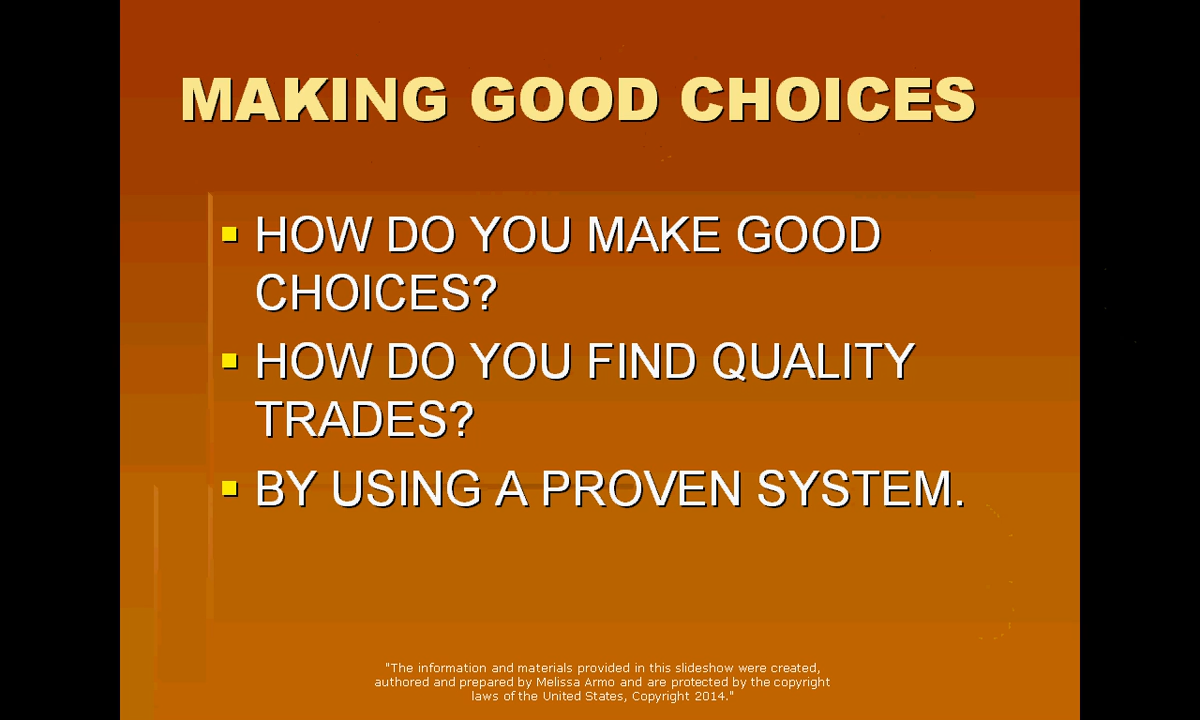 MAKING GOOD CHOICES
HOW DO YOU MAKE GOOD
CHOICES?
HOW DO YOU FIND QUALITY
TRADES?
BY USING A PROVEN SYSTEM.
"The information and materials provided in this slideshow were created,
authored and prepared by Melissa Armo and are protected by the copyright
laws of the United States, Copyright 2014."